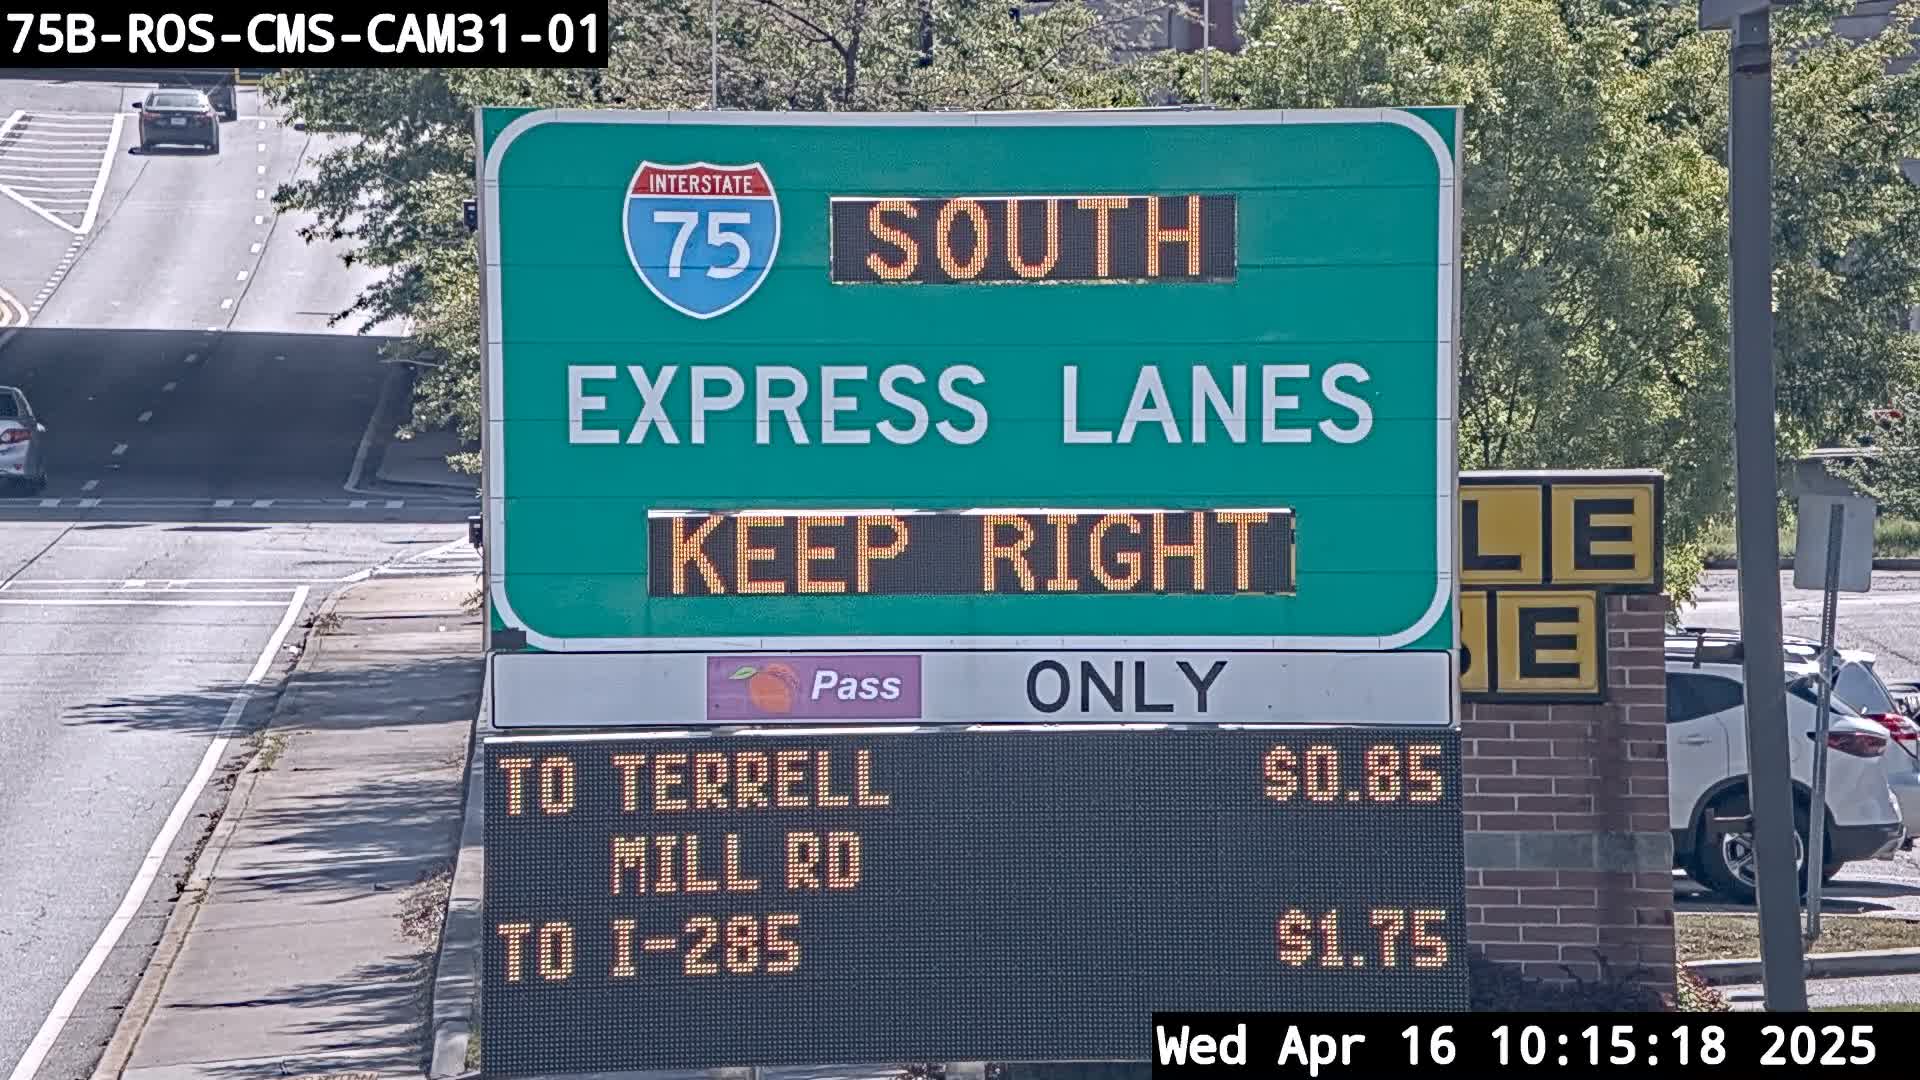 75B-ROS-CMS-CAM31-01
INTERSTATE
75
SOUTH
EXPRESS LANES
KEEP RIGHT
Pass ONLY
TO TERRELL $0.85
MILL RD
TO I-285 $1.75
LE
E
Wed Apr 16 10:15:18 2025